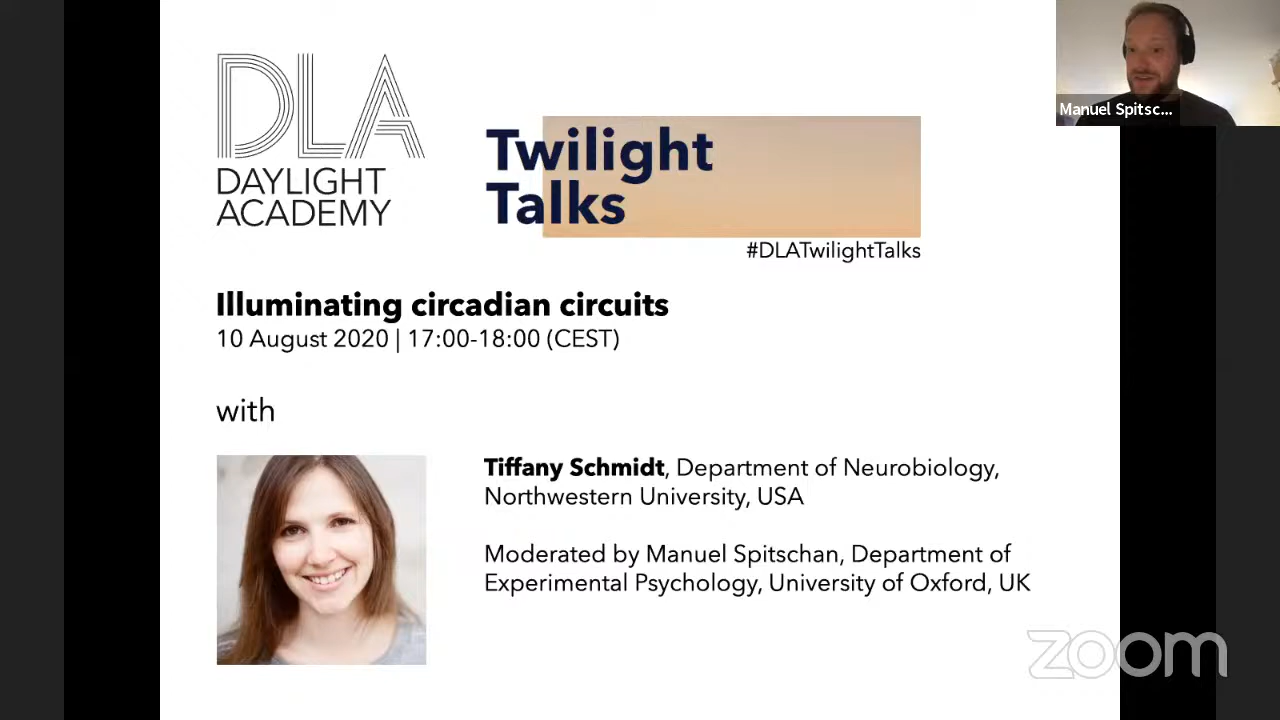 DLA
DAYLIGHT
ACADEMY
Twilight
Talks
#DLATwilightTalks
Manuel Spitsc...
Illuminating circadian circuits
10 August 2020 | 17:00-18:00 (CEST)
with
Tiffany Schmidt, Department of Neurobiology,
Northwestern University, USA
Moderated by Manuel Spitschan, Department of
Experimental Psychology, University of Oxford, UK
zoom